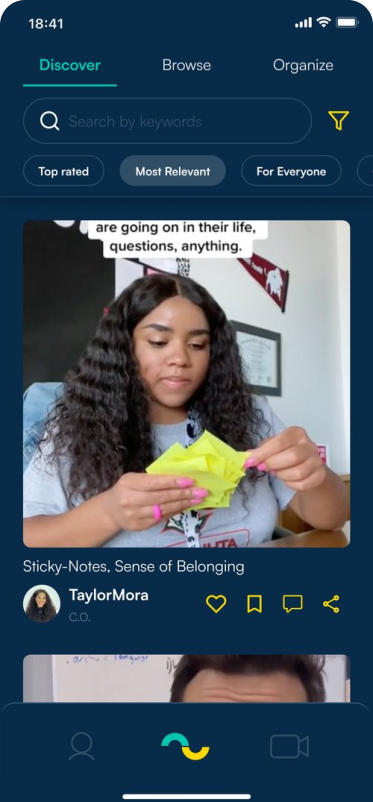 18:41
Discover
Browse
Organize
Search by keywords
Top rated
Most Relevant
For Everyone
are going on in their life,
questions, anything.
Sticky-Notes, Sense of Belonging
TaylorMora
C.O.